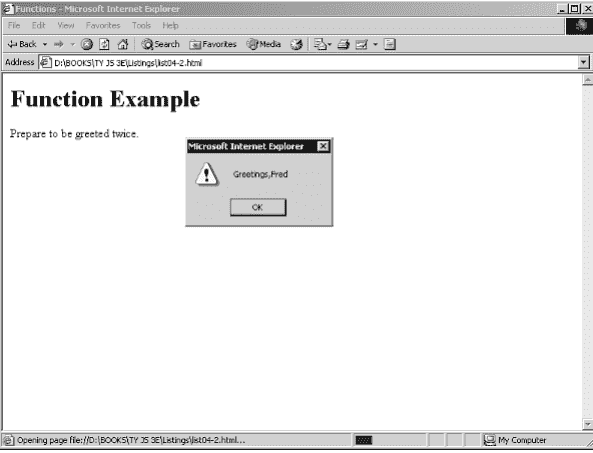 Functions - Microsoft Internet Explorer
File Edit View Favorites Tools Help
Back Search Favorites Media
Address D:\BOOKS\TY JS 3E\Listings\list04-2.html
Function Example
Prepare to be greeted twice.
Microsoft Internet Explorer
Greetings,Fred
OK
Opening page file://D:\BOOKS\TY JS 3E\Listings\list04-2.html... My Computer